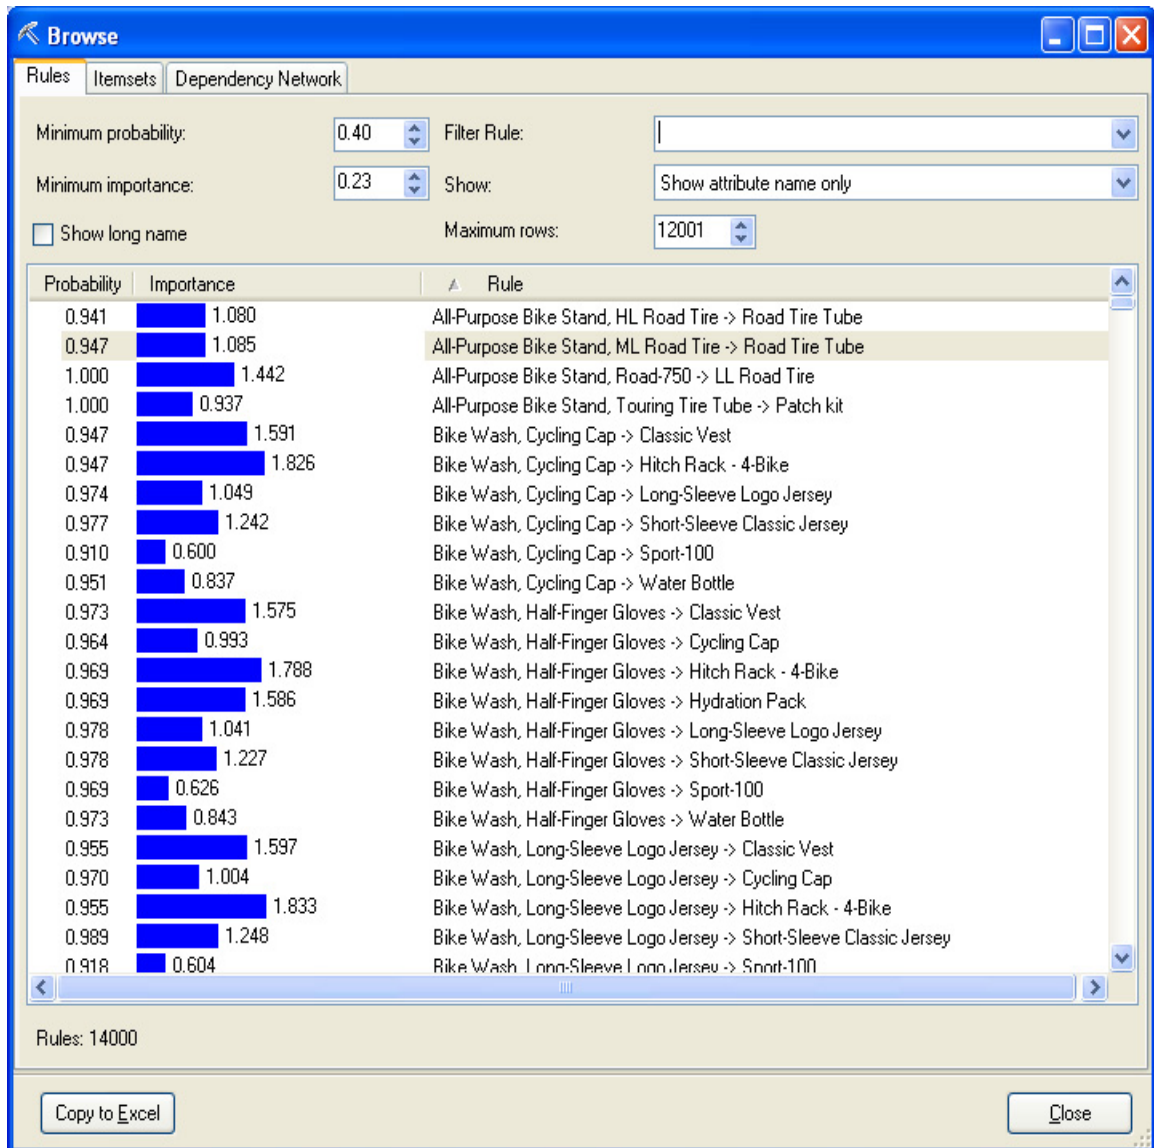 Browse
Rules Itemsets Dependency Network
Minimum probability: 0.40 Filter Rule:
Minimum importance: 0.23 Show: Show attribute name only
Show long name Maximum rows: 12001
Probability Importance Rule
0.941 1.080 All-Purpose Bike Stand, HL Road Tire -> Road Tire Tube
0.947 1.085 All-Purpose Bike Stand, ML Road Tire -> Road Tire Tube
1.000 1.442 All-Purpose Bike Stand, Road-750 -> LL Road Tire
1.000 0.937 All-Purpose Bike Stand, Touring Tire Tube -> Patch kit
0.947 1.591 Bike Wash, Cycling Cap -> Classic Vest
0.947 1.826 Bike Wash, Cycling Cap -> Hitch Rack - 4-Bike
0.974 1.049 Bike Wash, Cycling Cap -> Long-Sleeve Logo Jersey
0.977 1.242 Bike Wash, Cycling Cap -> Short-Sleeve Classic Jersey
0.910 0.600 Bike Wash, Cycling Cap -> Sport-100
0.951 0.837 Bike Wash, Cycling Cap -> Water Bottle
0.973 1.575 Bike Wash, Half-Finger Gloves -> Classic Vest
0.964 0.993 Bike Wash, Half-Finger Gloves -> Cycling Cap
0.969 1.788 Bike Wash, Half-Finger Gloves -> Hitch Rack - 4-Bike
0.969 1.586 Bike Wash, Half-Finger Gloves -> Hydration Pack
0.978 1.041 Bike Wash, Half-Finger Gloves -> Long-Sleeve Logo Jersey
0.978 1.227 Bike Wash, Half-Finger Gloves -> Short-Sleeve Classic Jersey
0.969 0.626 Bike Wash, Half-Finger Gloves -> Sport-100
0.973 0.843 Bike Wash, Half-Finger Gloves -> Water Bottle
0.955 1.597 Bike Wash, Long-Sleeve Logo Jersey -> Classic Vest
0.970 1.004 Bike Wash, Long-Sleeve Logo Jersey -> Cycling Cap
0.955 1.833 Bike Wash, Long-Sleeve Logo Jersey -> Hitch Rack - 4-Bike
0.989 1.248 Bike Wash, Long-Sleeve Logo Jersey -> Short-Sleeve Classic Jersey
0.918 0.604 Bike Wash, Long-Sleeve Logo Jersey -> Sport-100
Rules: 14000
Copy to Excel Close